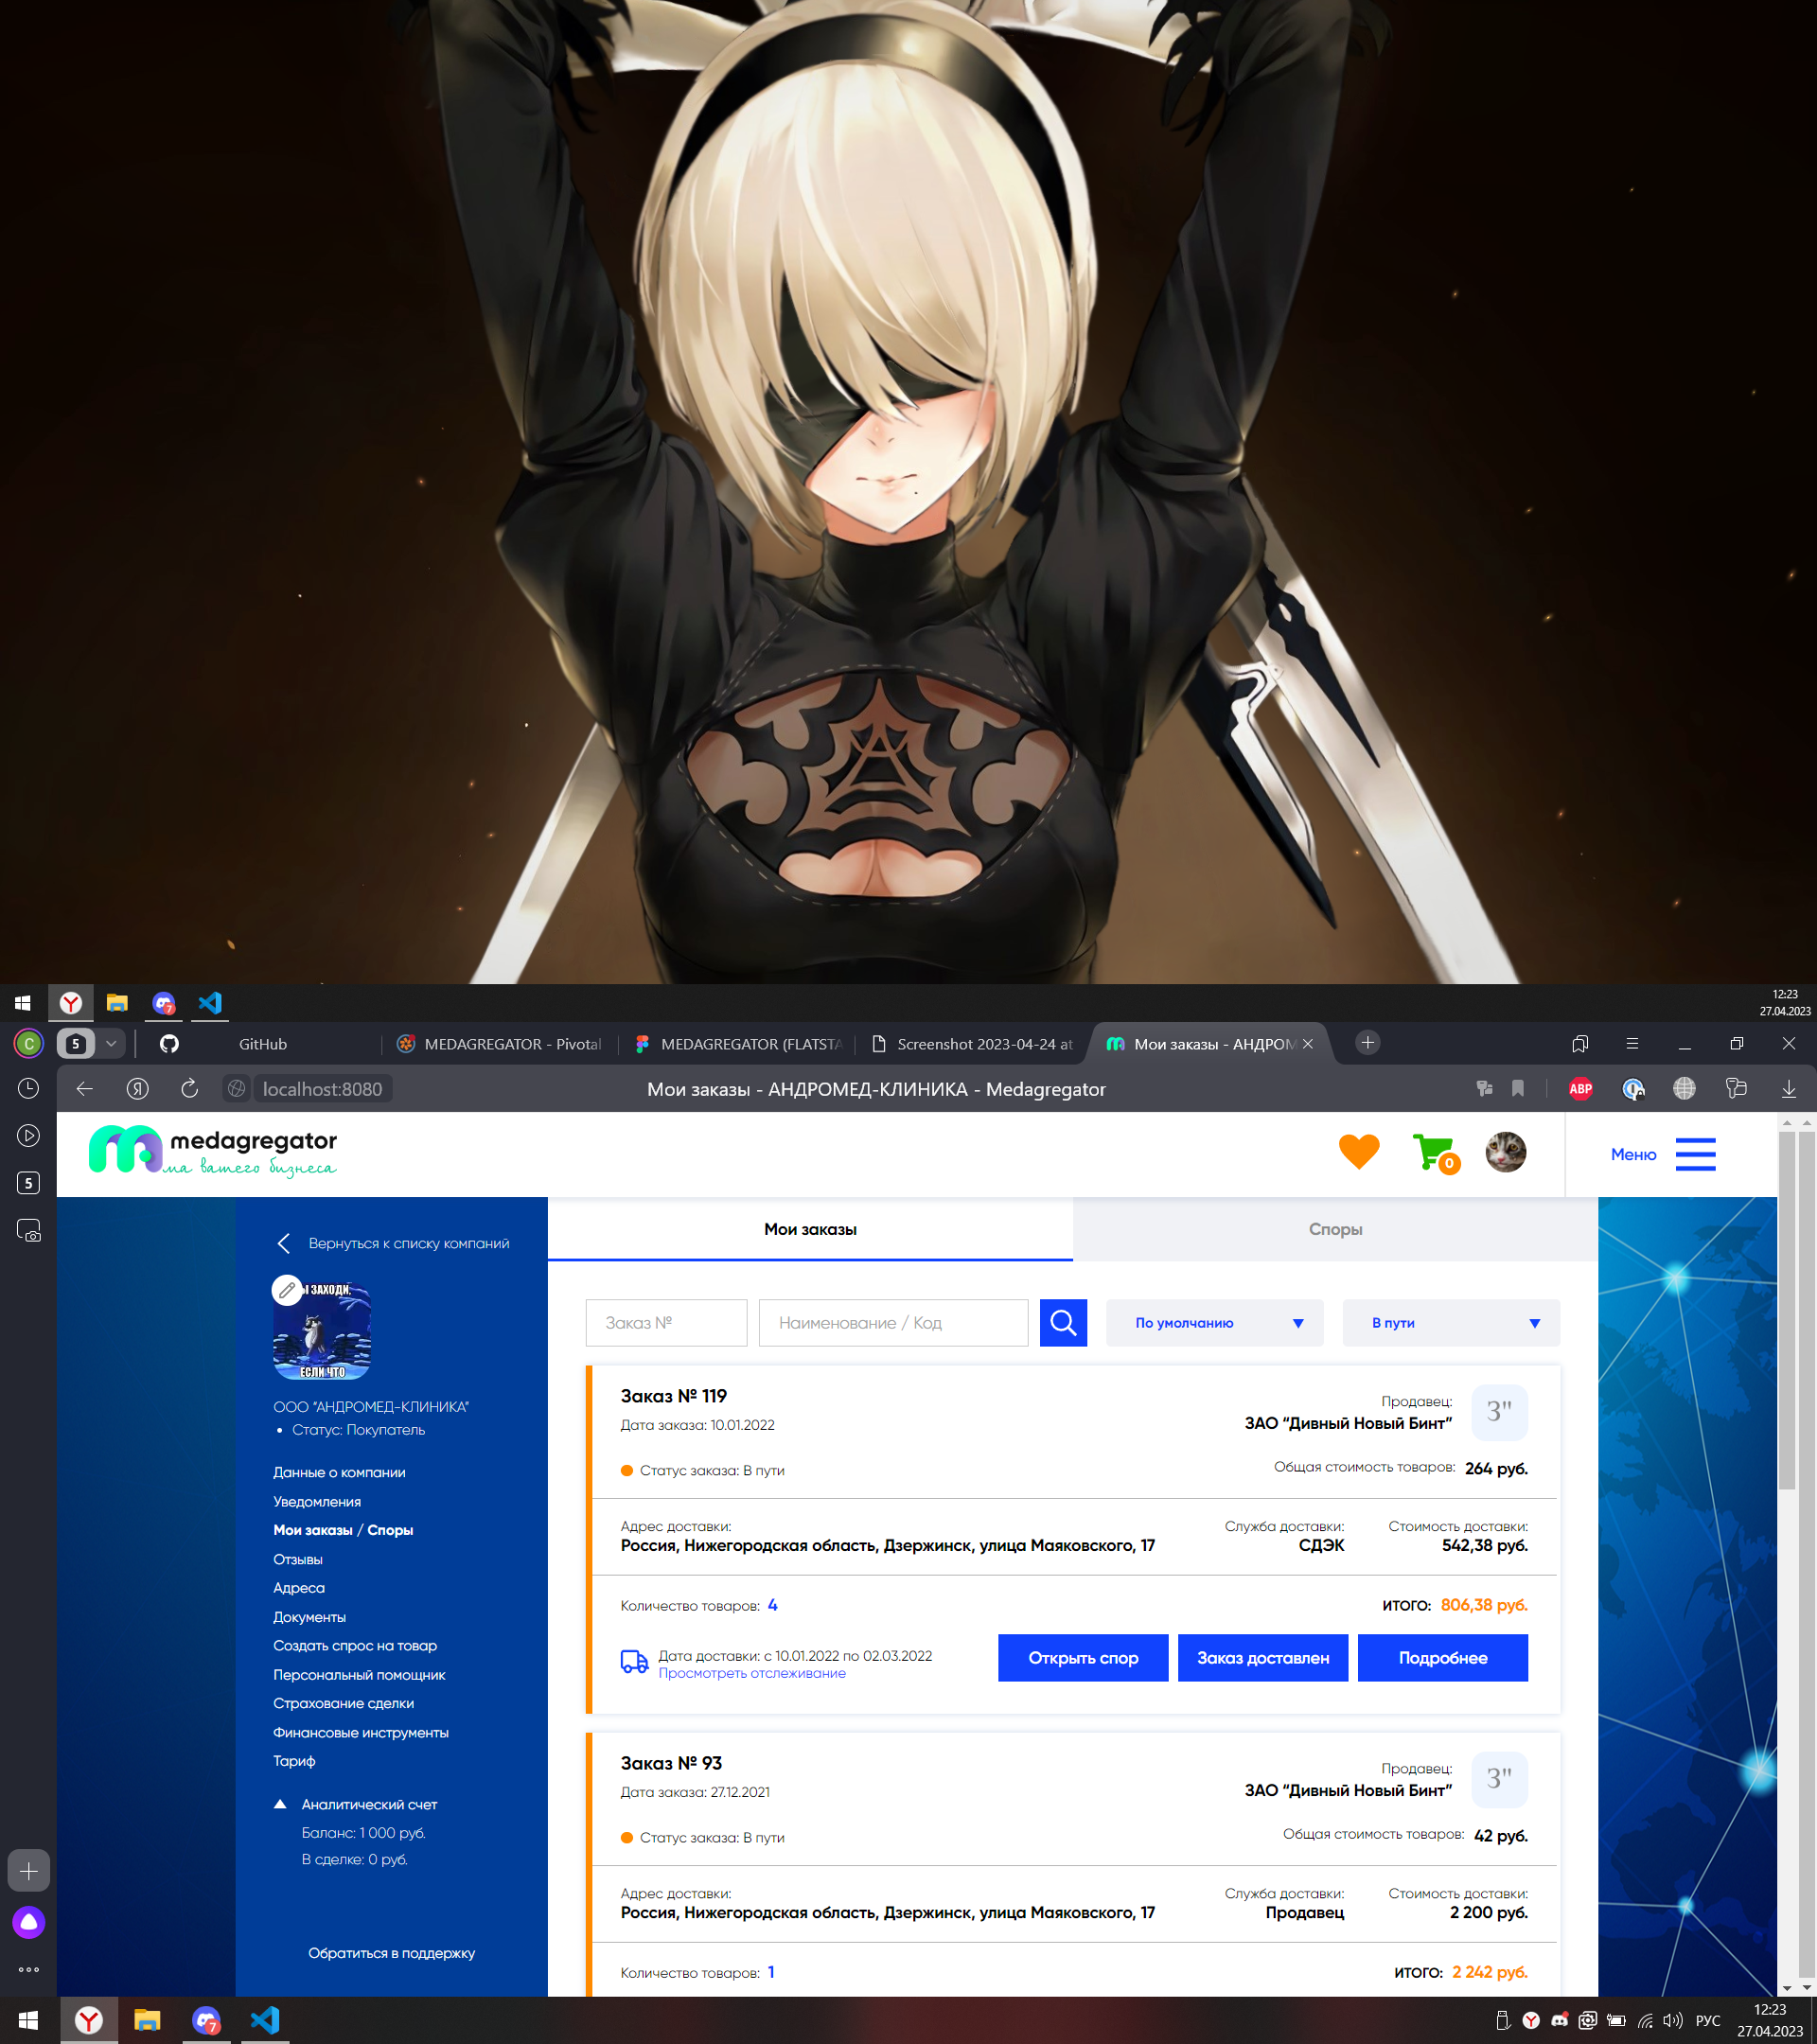 12:23
27.04.2023
C
5
GitHub
MEDAGREGATOR - Pivotal
MEDAGREGATOR (FLATSTA
Screenshot 2023-04-24 at
Мои заказы - АНДРОМ
Я
localhost:8080
Мои заказы - АНДРОМЕД-КЛИНИКА - Medagregator
ABP
5
medagregator
ма вашего бизнеса
0
Меню
Вернуться к списку компаний
Ы ЗАХОДИ,
ЕСЛИ ЧТО
ООО “АНДРОМЕД-КЛИНИКА”
Статус: Покупатель
Данные о компании
Уведомления
Мои заказы / Споры
Отзывы
Адреса
Документы
Создать спрос на товар
Персональный помощник
Страхование сделки
Финансовые инструменты
Тариф
Аналитический счет
Баланс: 1 000 руб.
В сделке: 0 руб.
Обратиться в поддержку
Мои заказы
Споры
Заказ №
Наименование / Код
По умолчанию
В пути
Заказ № 119
Дата заказа: 10.01.2022
Продавец:
ЗАО “Дивный Новый Бинт”
З"
Статус заказа: В пути
Общая стоимость товаров: 264 руб.
Адрес доставки:
Россия, Нижегородская область, Дзержинск, улица Маяковского, 17
Служба доставки:
СДЭК
Стоимость доставки:
542,38 руб.
Количество товаров: 4
ИТОГО: 806,38 руб.
Дата доставки: с 10.01.2022 по 02.03.2022
Просмотреть отслеживание
Открыть спор
Заказ доставлен
Подробнее
Заказ № 93
Дата заказа: 27.12.2021
Продавец:
ЗАО “Дивный Новый Бинт”
З"
Статус заказа: В пути
Общая стоимость товаров: 42 руб.
Адрес доставки:
Россия, Нижегородская область, Дзержинск, улица Маяковского, 17
Служба доставки:
Продавец
Стоимость доставки:
2 200 руб.
Количество товаров: 1
ИТОГО: 2 242 руб.
7
РУС
12:23
27.04.2023